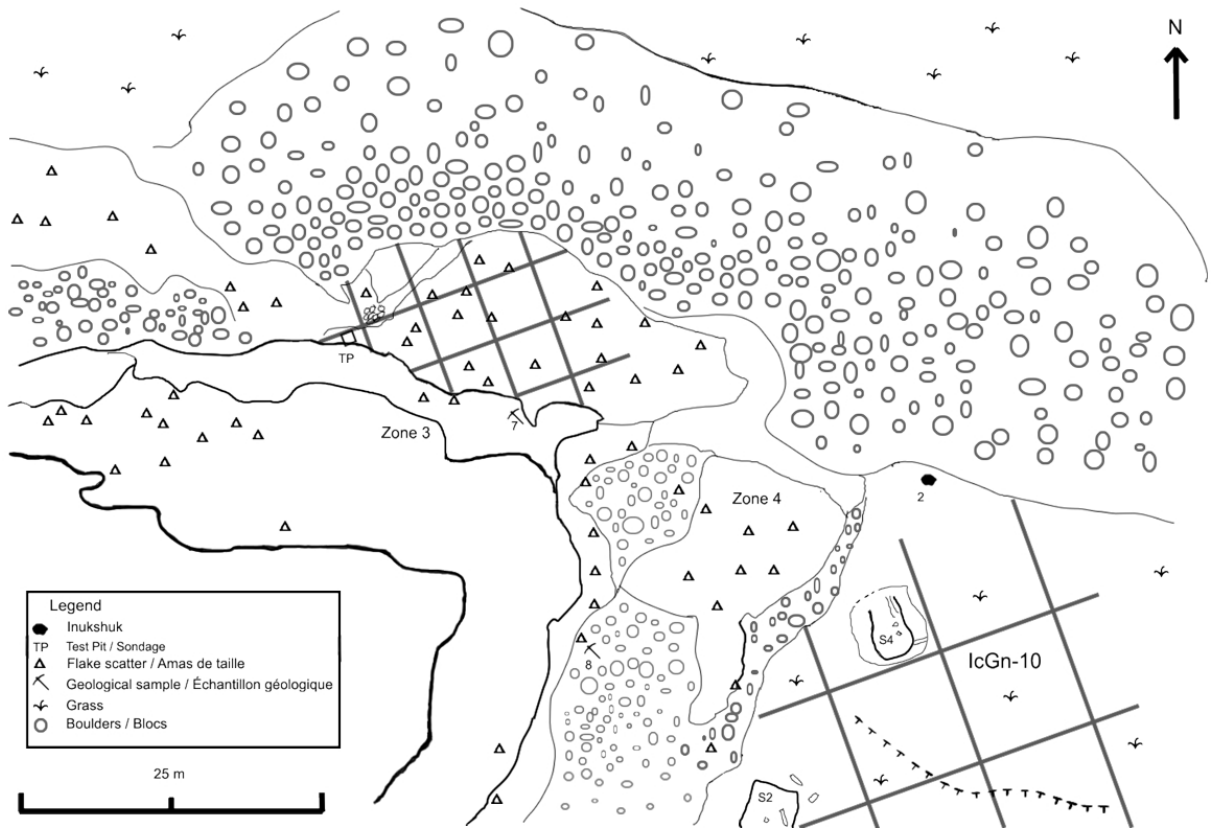 N
TP
7
Zone 3
Zone 4
2
S4
IcGn-10
8
S2
Legend
Inukshuk
TP Test Pit / Sondage
Flake scatter / Amas de taille
Geological sample / Échantillon géologique
Grass
Boulders / Blocs
25 m